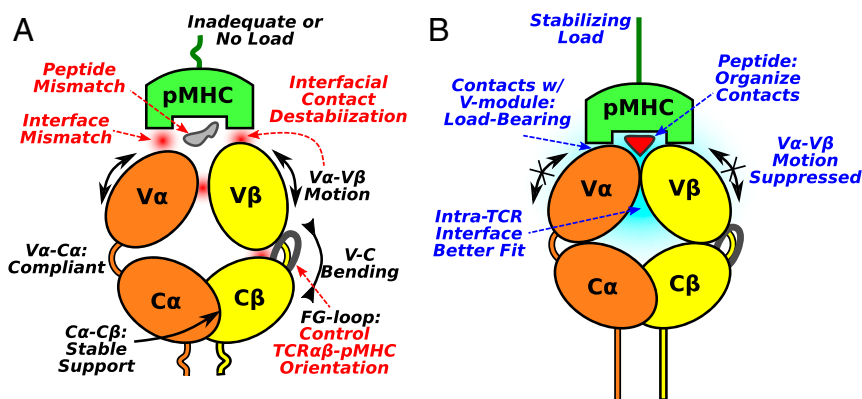 A
Inadequate or
No Load
Peptide
Mismatch
pMHC
Interfacial
Contact
Destabiization
Interface
Mismatch
Vα
Vβ
Vα-Vβ
Motion
Vα-Cα:
Compliant
V-C
Bending
Cα
Cβ
Cα-Cβ:
Stable
Support
FG-loop:
Control
TCRαβ-pMHC
Orientation
B
Stabilizing
Load
Peptide:
Organize
Contacts
Contacts w/
V-module:
Load-Bearing
pMHC
Vα-Vβ
Motion
Suppressed
Vα
Vβ
Intra-TCR
Interface
Better Fit
Cα
Cβ